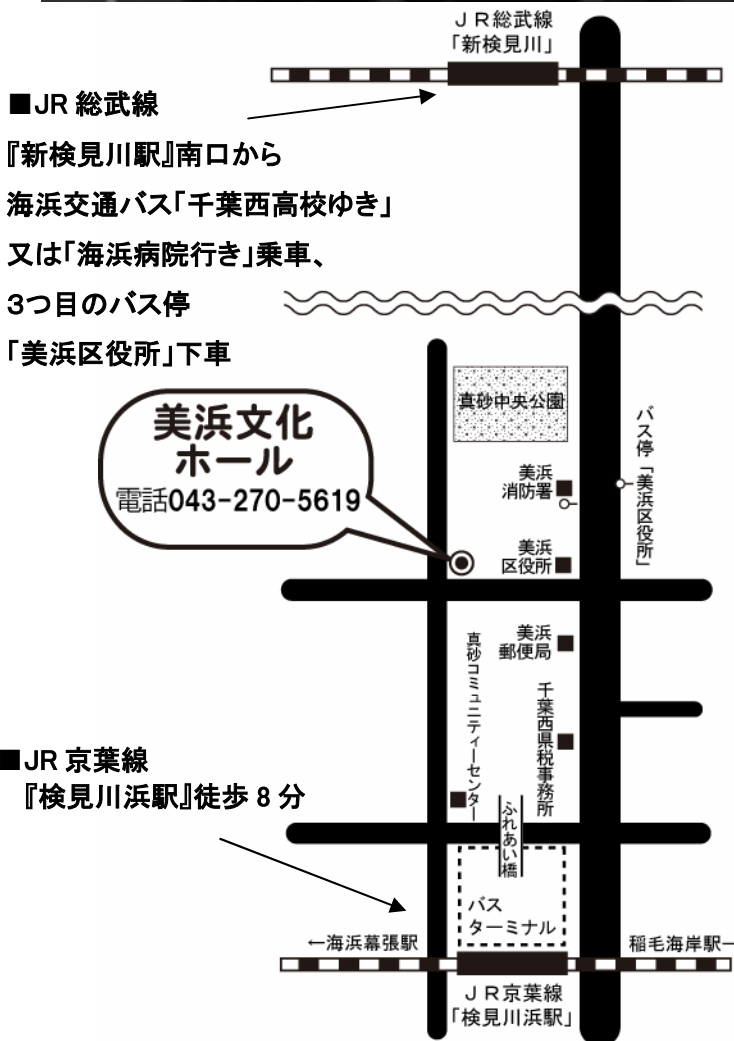 JR総武線
「新検見川」
■JR 総武線
『新検見川駅』南口から
海浜交通バス「千葉西高校ゆき」
又は「海浜病院行き」乗車、
3つ目のバス停
「美浜区役所」下車
真砂中央公園
美浜文化
ホール
電話043-270-5619
バス停「美浜区役所」
美浜
消防署
美浜
区役所
美浜
郵便局
真砂コミュニティーセンター
千葉西県税事務所
■JR 京葉線
『検見川浜駅』徒歩 8 分
ふれあい橋
バス
ターミナル
←海浜幕張駅
稲毛海岸駅→
JR京葉線
「検見川浜駅」